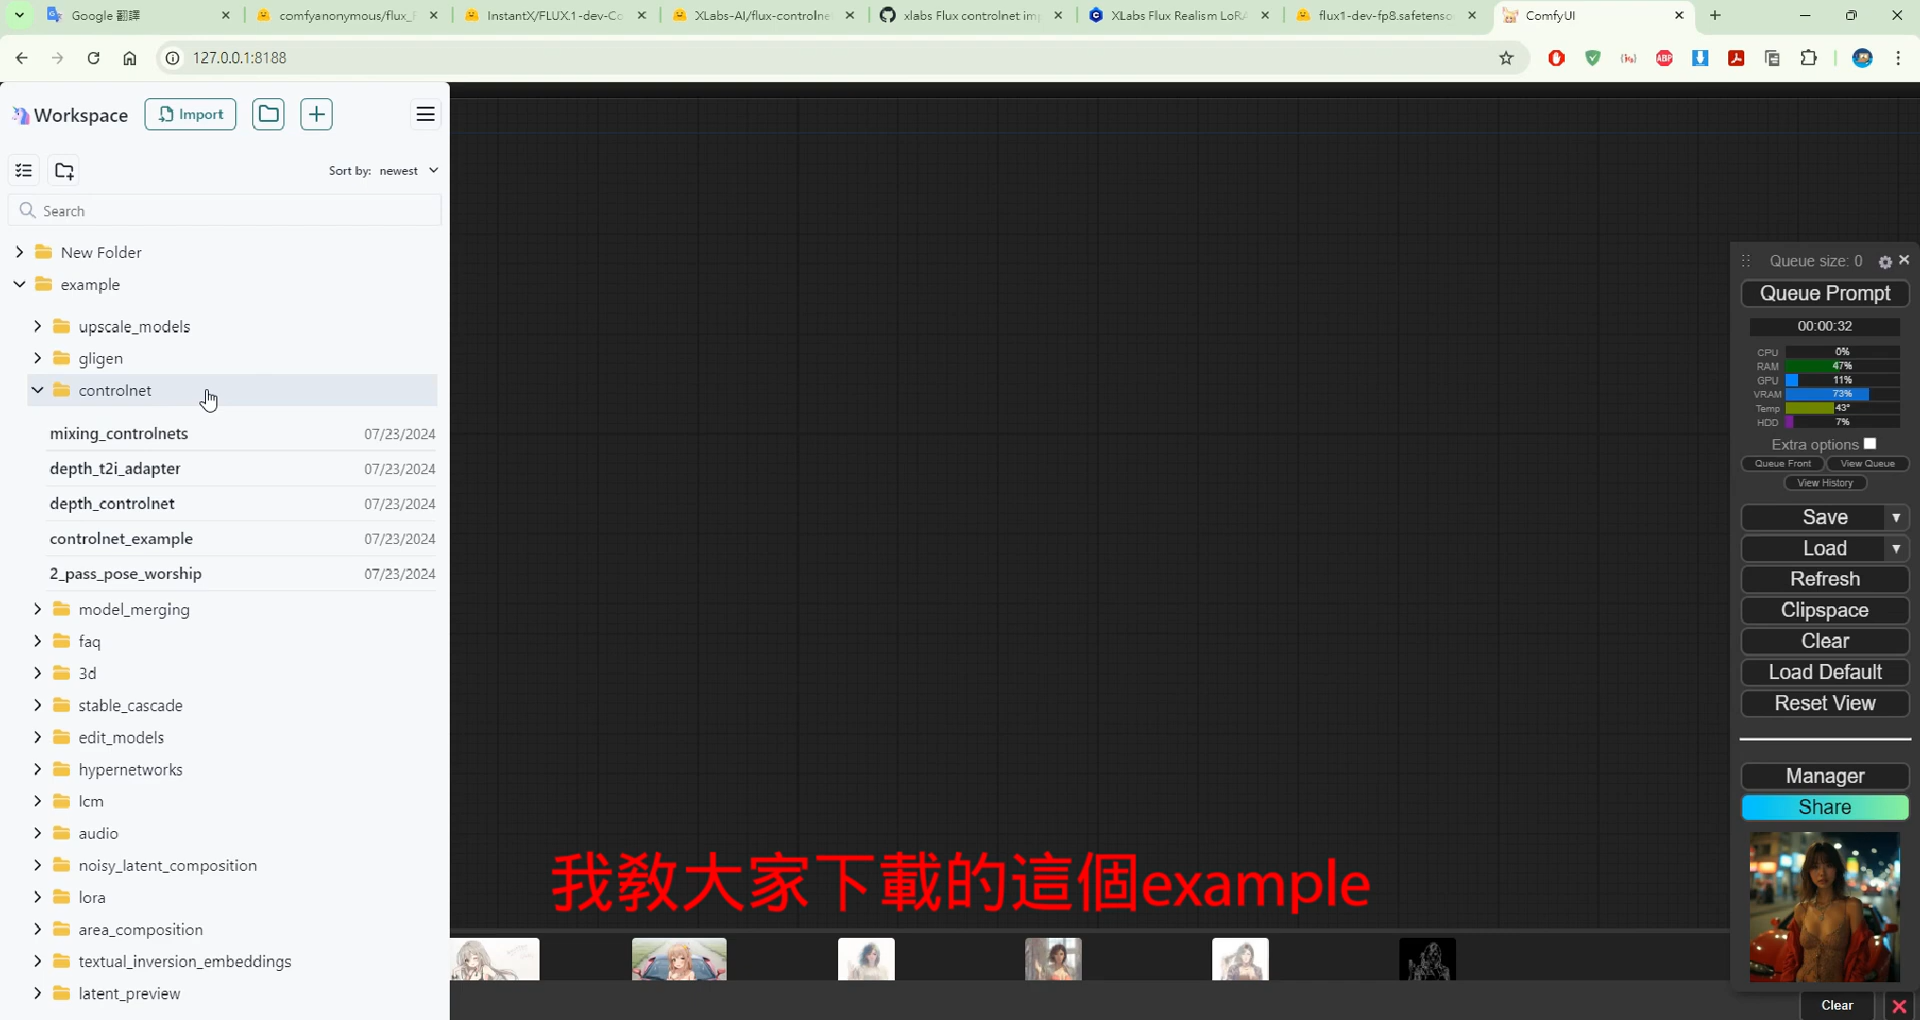 Google 翻譯
comfyanonymous/flux_
InstantX/FLUX.1-dev-Co
XLabs-AI/flux-controlne
xlabs Flux controlnet im
XLabs Flux Realism LoRA
flux1-dev-fp8.safetenso
ComfyUI
127.0.0.1:8188
ABP
Workspace
Import
Sort by: newest
Search
New Folder
example
upscale_models
gligen
controlnet
mixing_controlnets 07/23/2024
depth_t2i_adapter 07/23/2024
depth_controlnet 07/23/2024
controlnet_example 07/23/2024
2_pass_pose_worship 07/23/2024
model_merging
faq
3d
stable_cascade
edit_models
hypernetworks
lcm
audio
noisy_latent_composition
lora
area_composition
textual_inversion_embeddings
latent_preview
Queue size: 0
Queue Prompt
00:00:32
CPU 0%
RAM 47%
GPU 11%
VRAM 73%
Temp 43°
HDD 7%
Extra options
Queue Front View Queue
View History
Save
Load
Refresh
Clipspace
Clear
Load Default
Reset View
Manager
Share
我教大家下載的這個example
Clear